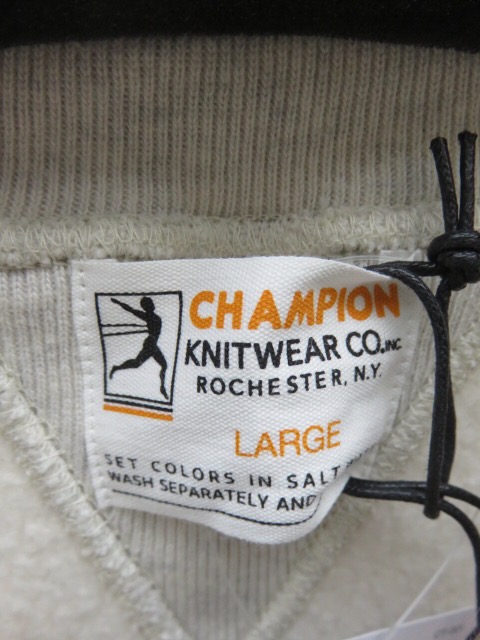 CHAMPION
KNITWEAR CO. INC
ROCHESTER, N.Y.
LARGE
SET COLORS IN SALT
WASH SEPARATELY AND